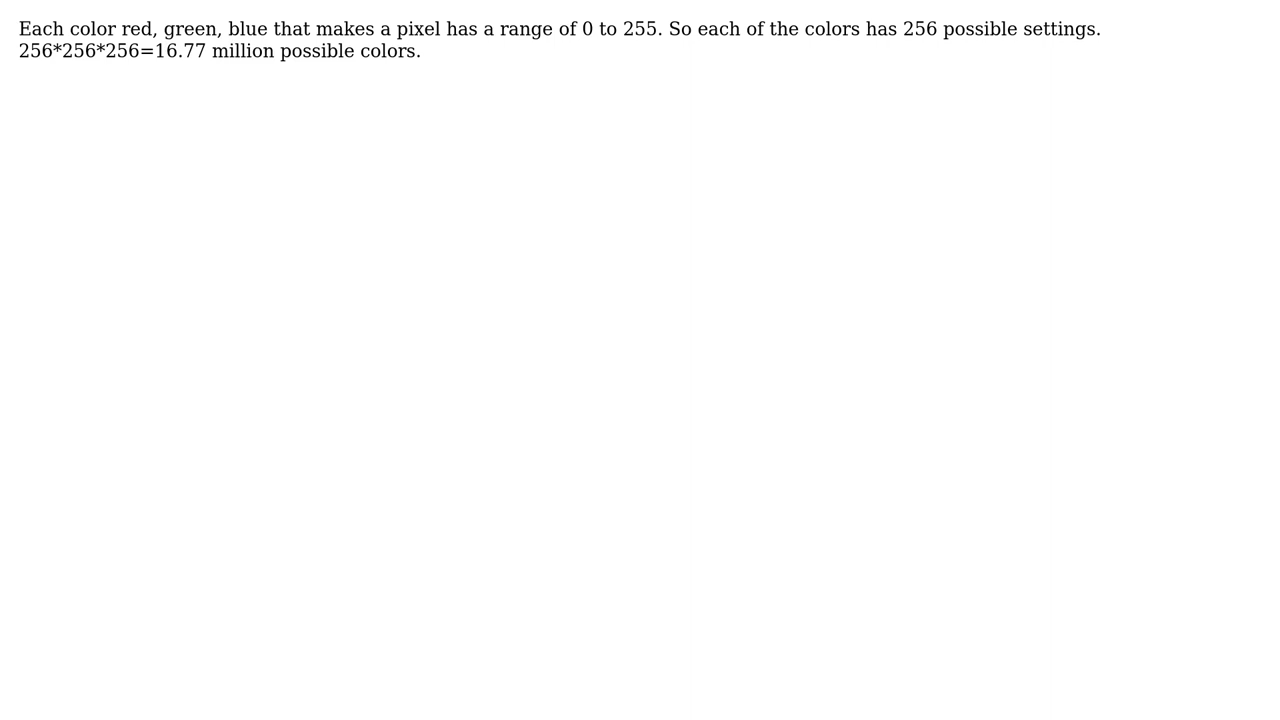 Each color red, green, blue that makes a pixel has a range of 0 to 255. So each of the colors has 256 possible settings.
256*256*256=16.77 million possible colors.